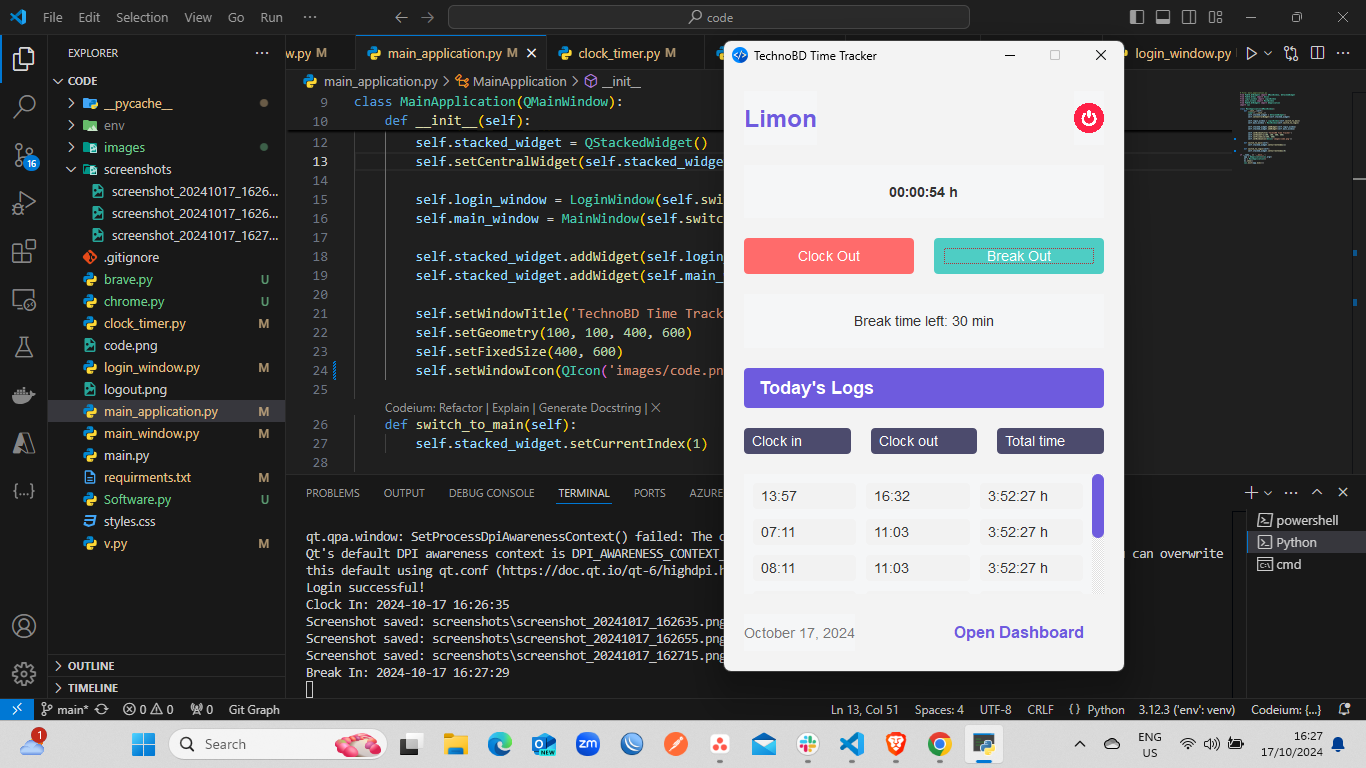 File Edit Selection View Go Run ···
code
EXPLORER
CODE
__pycache__
env
images
screenshots
screenshot_20241017_1626...
screenshot_20241017_1626...
screenshot_20241017_1627...
.gitignore
brave.py U
chrome.py U
clock_timer.py M
code.png
login_window.py M
logout.png
main_application.py M
main_window.py M
main.py
requirments.txt
Software.py U
styles.css
v.py M
OUTLINE
TIMELINE
16
w.py M
main_application.py M
clock_timer.py M
login_window.py
main_application.py > MainApplication > __init__
9 class MainApplication(QMainWindow):
10 def __init__(self):
12 self.stacked_widget = QStackedWidget()
13 self.setCentralWidget(self.stacked_widge
14
15 self.login_window = LoginWindow(self.swi
16 self.main_window = MainWindow(self.switc
17
18 self.stacked_widget.addWidget(self.login
19 self.stacked_widget.addWidget(self.main_
20
21 self.setWindowTitle('TechnoBD Time Track
22 self.setGeometry(100, 100, 400, 600)
23 self.setFixedSize(400, 600)
24 self.setWindowIcon(QIcon('images/code.pn
25
Codeium: Refactor | Explain | Generate Docstring | ×
26 def switch_to_main(self):
27 self.stacked_widget.setCurrentIndex(1)
28
PROBLEMS OUTPUT DEBUG CONSOLE TERMINAL PORTS AZURE
qt.qpa.window: SetProcessDpiAwarenessContext() failed: The
Qt's default DPI awareness context is DPI_AWARENESS_CONTEXT_
can overwrite
this default using qt.conf (https://doc.qt.io/qt-6/highdpi.h
Login successful!
Clock In: 2024-10-17 16:26:35
Screenshot saved: screenshots\screenshot_20241017_162635.png
Screenshot saved: screenshots\screenshot_20241017_162655.png
Screenshot saved: screenshots\screenshot_20241017_162715.png
Break In: 2024-10-17 16:27:29
powershell
Python
cmd
TechnoBD Time Tracker
Limon
00:00:54 h
Clock Out
Break Out
Break time left: 30 min
Today's Logs
Clock in Clock out Total time
13:57 16:32 3:52:27 h
07:11 11:03 3:52:27 h
08:11 11:03 3:52:27 h
October 17, 2024
Open Dashboard
main* 0 0 0 Git Graph
Ln 13, Col 51 Spaces: 4 UTF-8 CRLF {} Python 3.12.3 ('env': venv) Codeium: {...}
1
Search
NEW
zm
ENG
US
16:27
17/10/2024